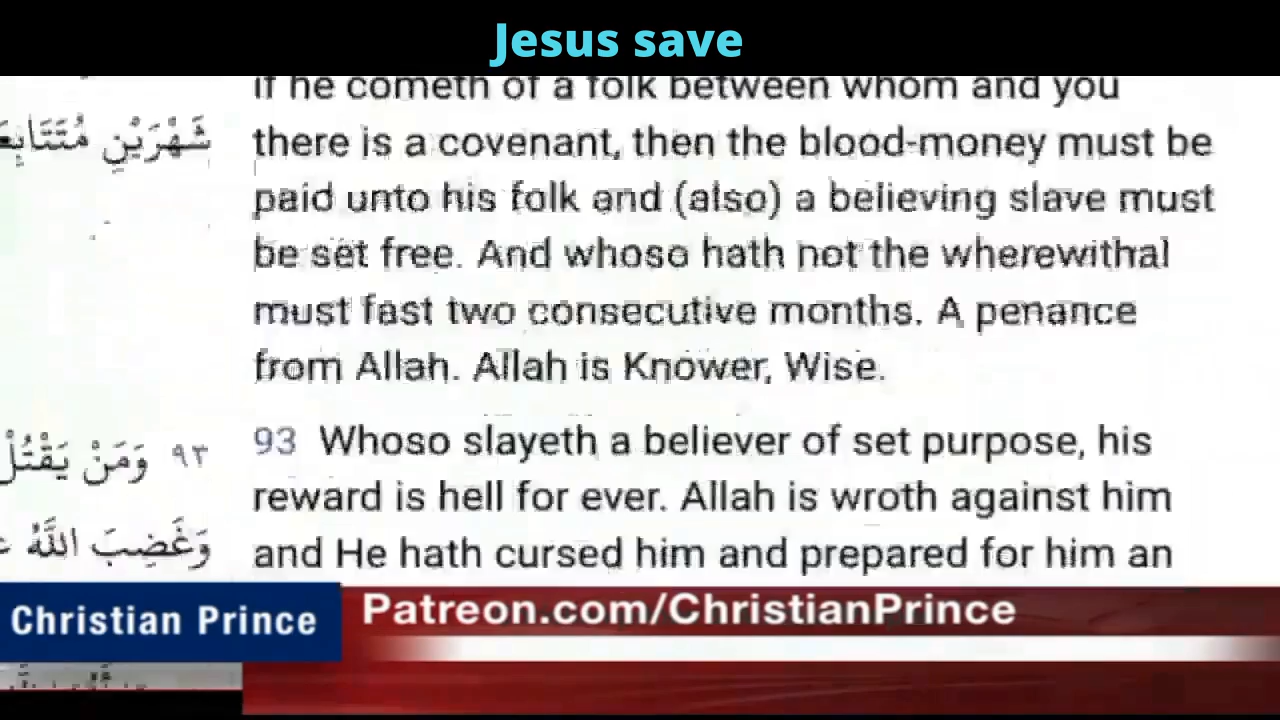 Jesus save
if he cometh of a folk between whom and you
شَهْرَيْنِ
there is a covenant, then the blood-money must be
paid unto his folk and (also) a believing slave must
be set free. And whoso hath not the wherewithal
must fast two consecutive months. A penance
from Allah. Allah is Knower, Wise.
٩٣ وَمَنْ
93 Whoso slayeth a believer of set purpose, his
reward is hell for ever. Allah is wroth against him
وَغَضِبَ اللَّهُ
and He hath cursed him and prepared for him an
Christian Prince
Patreon.com/ChristianPrince